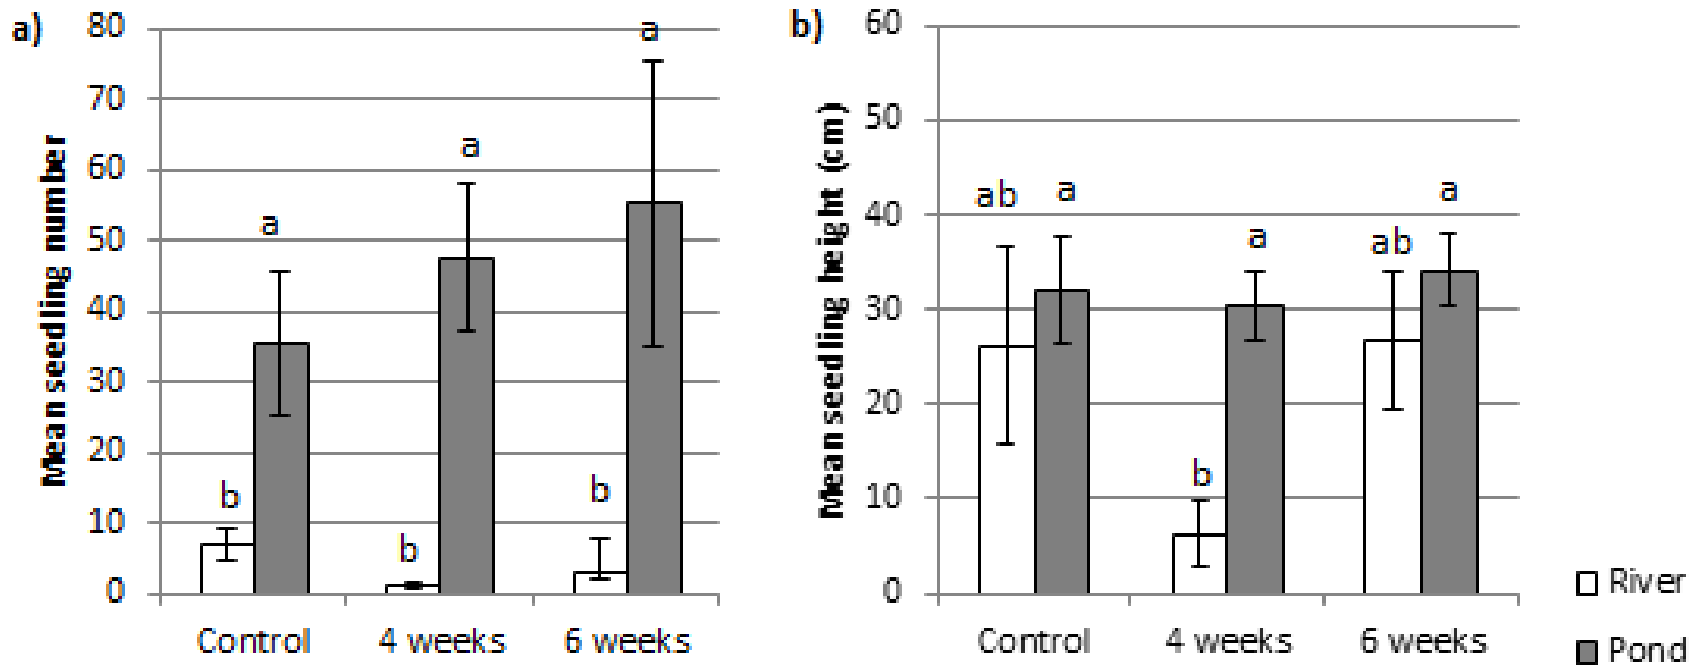 a)
Mean seedling number
80
70
60
50
40
30
20
10
0
b
a
b
a
b
a
Control
4 weeks
6 weeks
b)
Mean seedling height (cm)
60
50
40
30
20
10
0
ab
a
b
a
ab
a
Control
4 weeks
6 weeks
River
Pond